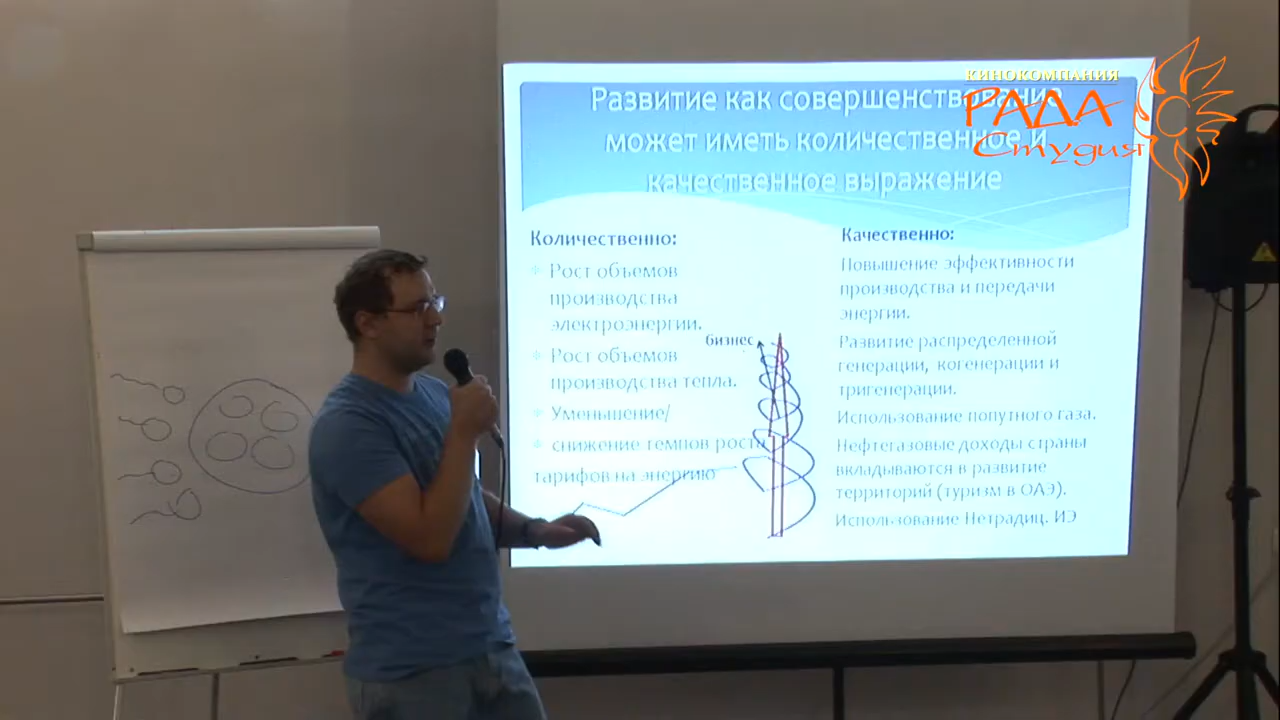 КИНОКОМПАНИЯ
РАДА
Студия
Развитие как совершенствование
может иметь количественное и
качественное выражение
Количественно:
Рост объемов
производства
электроэнергии.
Рост объемов
производства тепла.
Уменьшение/
снижение темпов роста
тарифов на энергию
бизнес
Качественно:
Повышение эффективности
производства и передачи
энергии.
Развитие распределенной
генерации, когенерации и
тригенерации.
Использование попутного газа.
Нефтегазовые доходы страны
вкладываются в развитие
территорий (туризм в ОАЭ).
Использование Нетрадиц. ИЭ